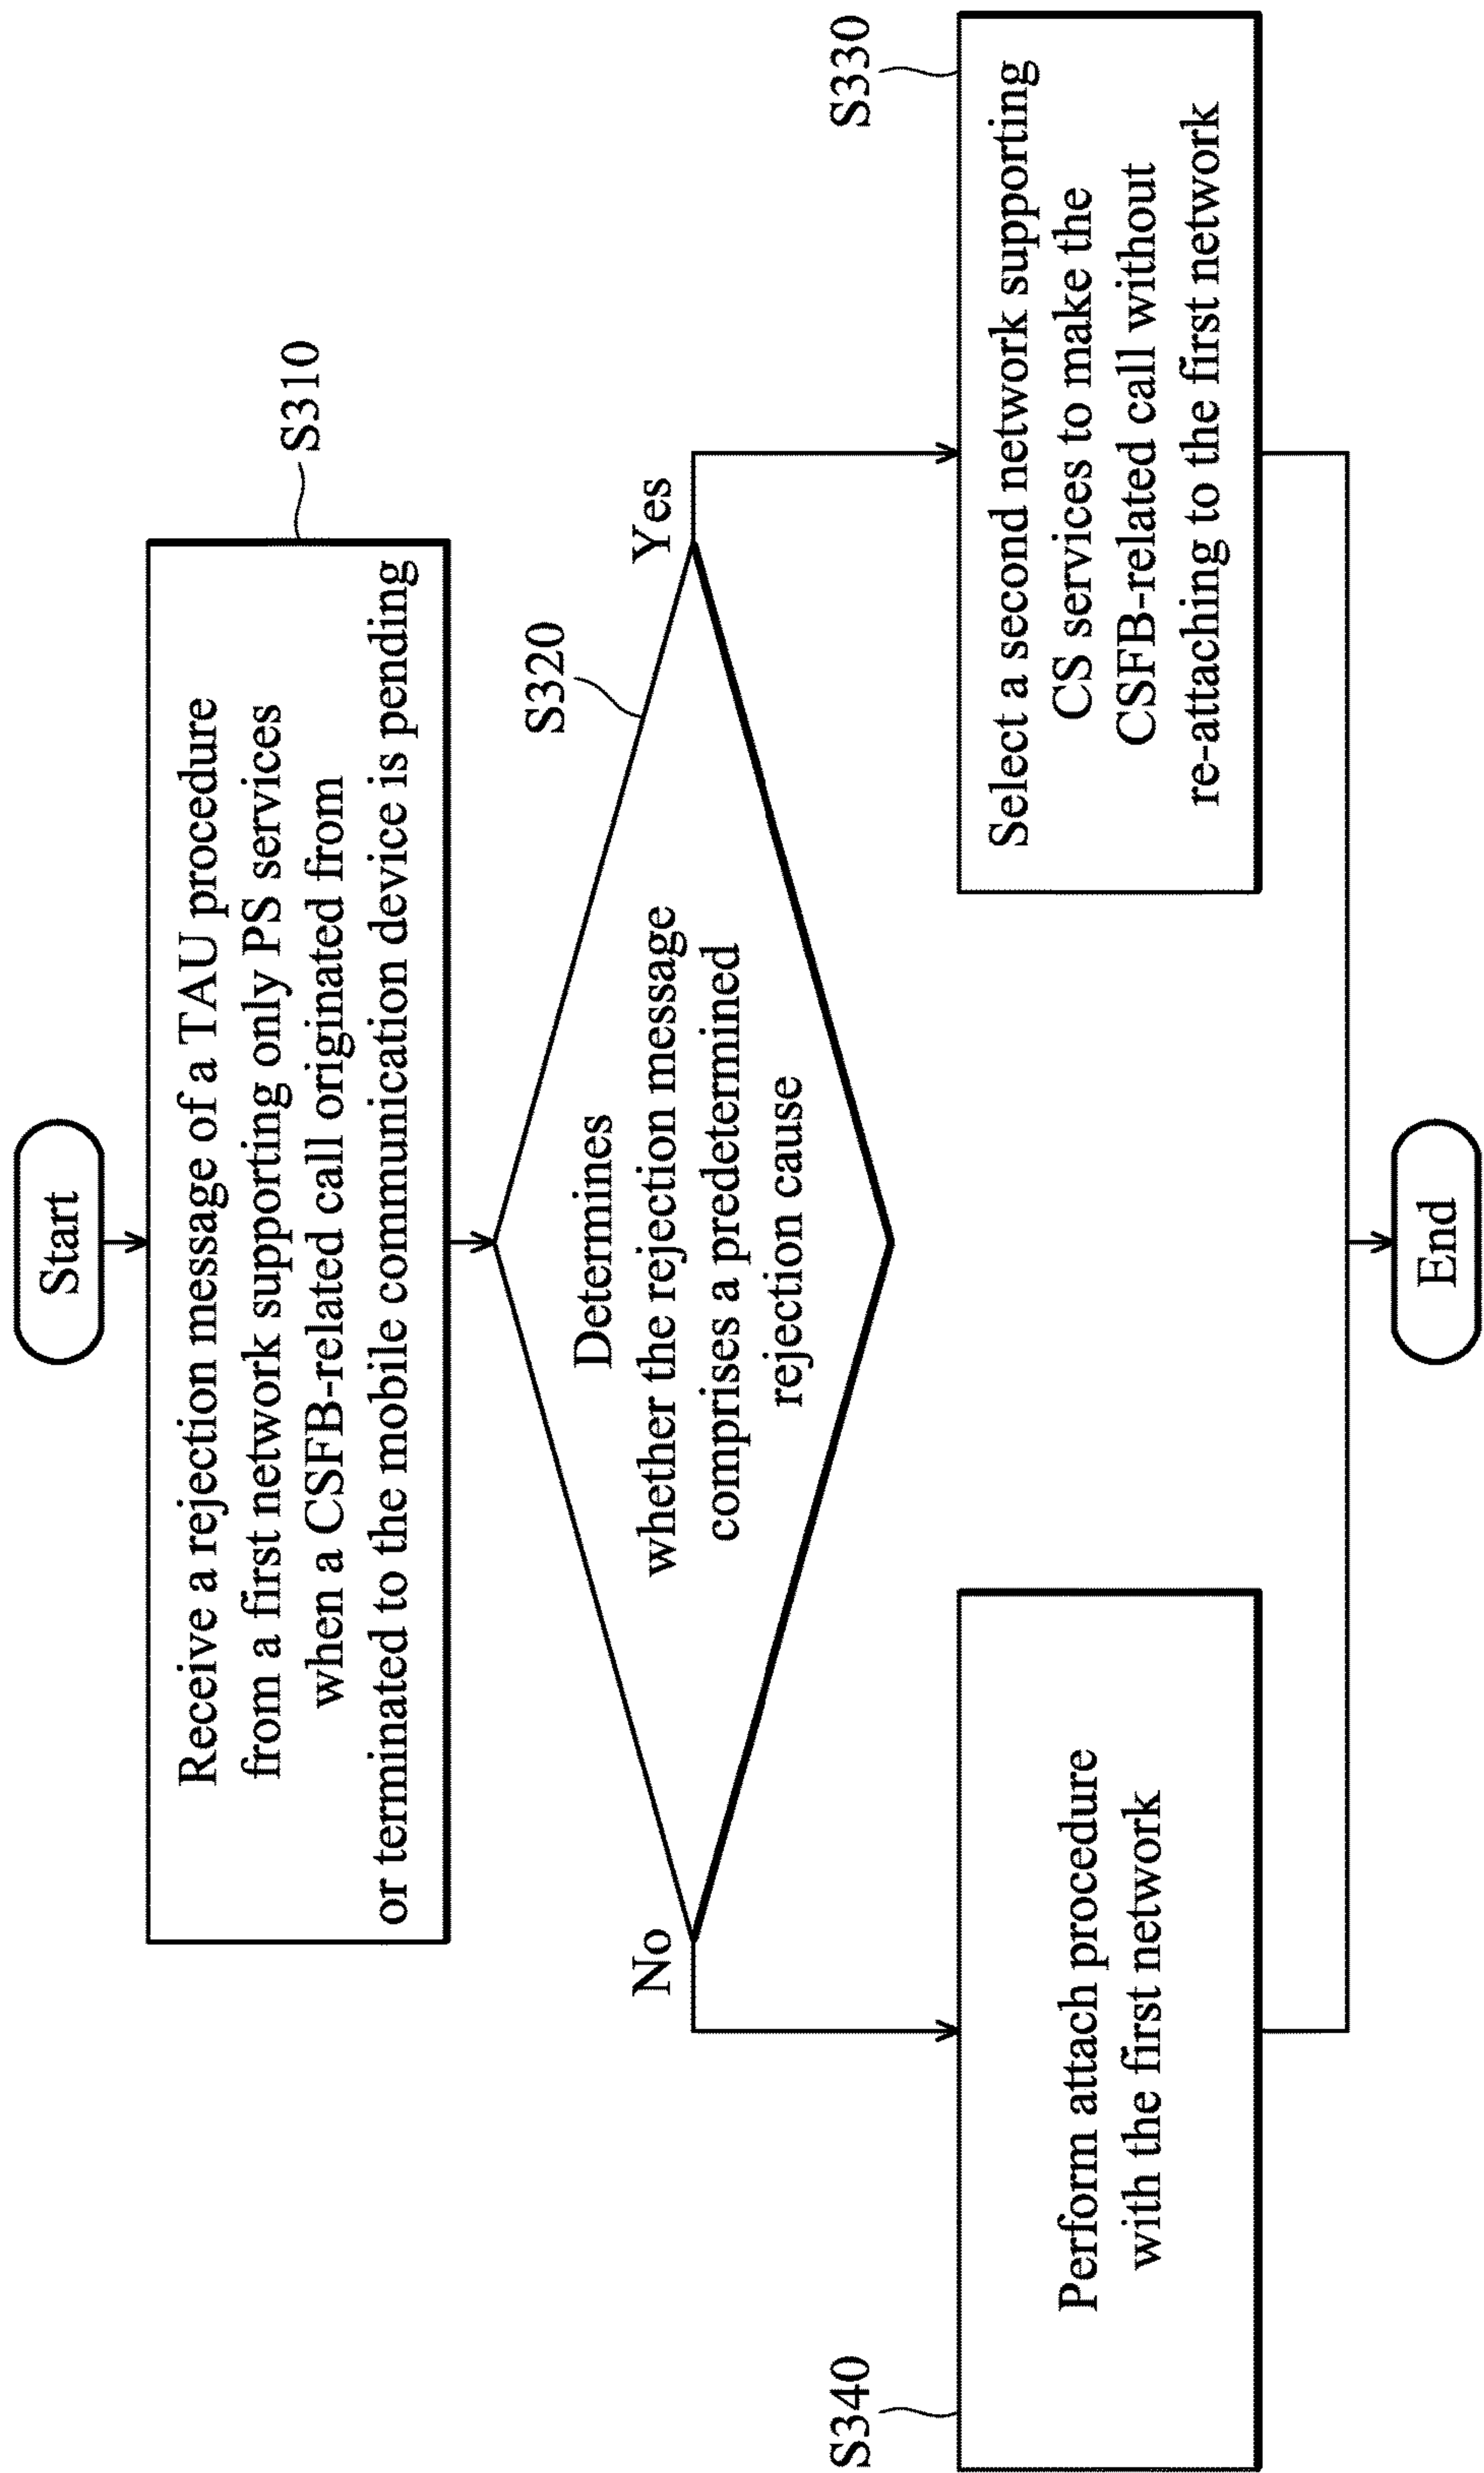 Start
S310
Receive a rejection message of a TAU procedure
from a first network supporting only PS services
when a CSFB-related call originated from
or terminated to the mobile communication device is pending
S320
Determines
whether the rejection message
comprises a predetermined
rejection cause
No
Yes
S340
Perform attach procedure
with the first network
S330
Select a second network supporting
CS services to make the
CSFB-related call without
re-attaching to the first network
End